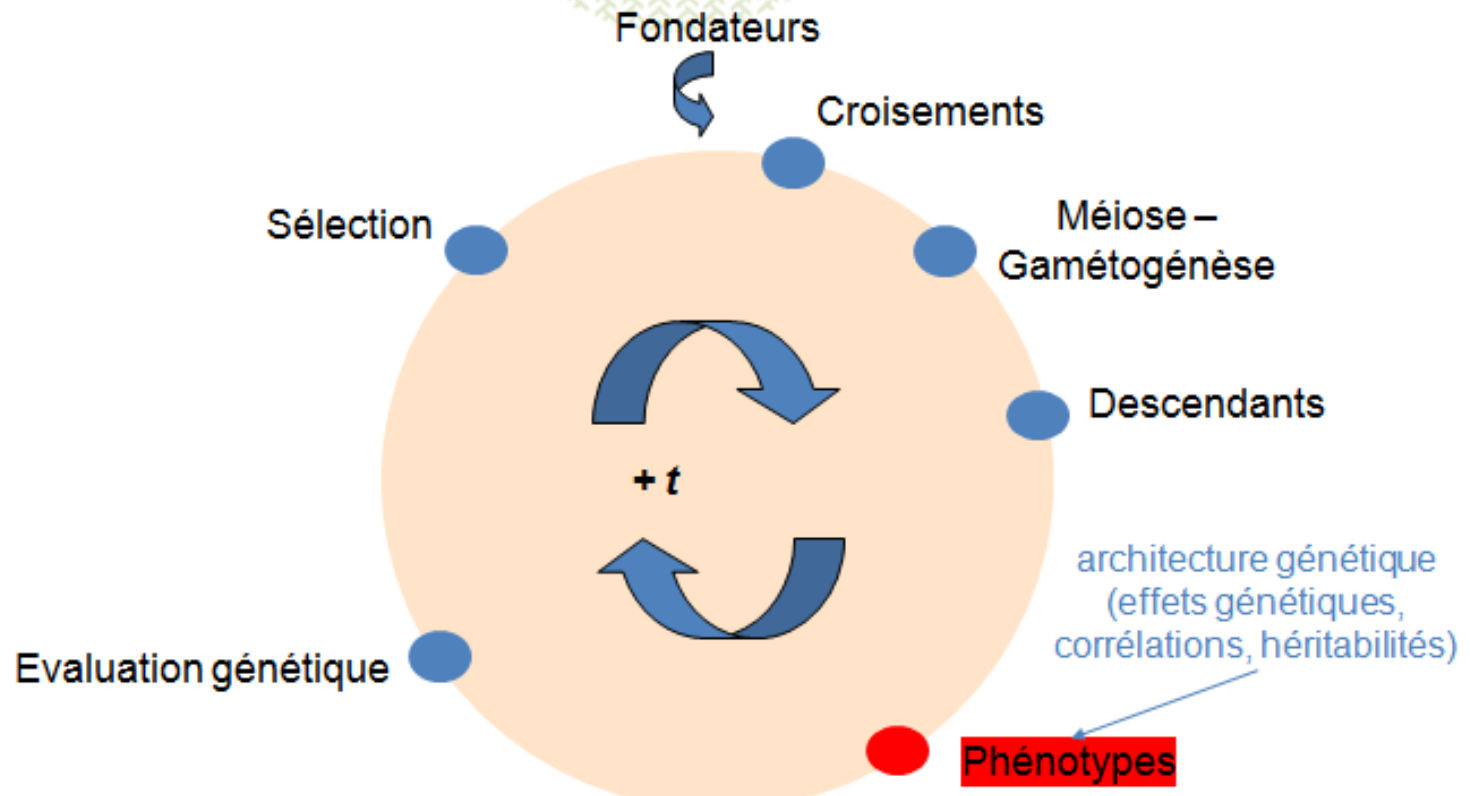 Fondateurs
Croisements
Sélection
Méiose –
Gamétogénèse
Descendants
+ t
architecture génétique
(effets génétiques,
corrélations, héritabilités)
Evaluation génétique
Phénotypes